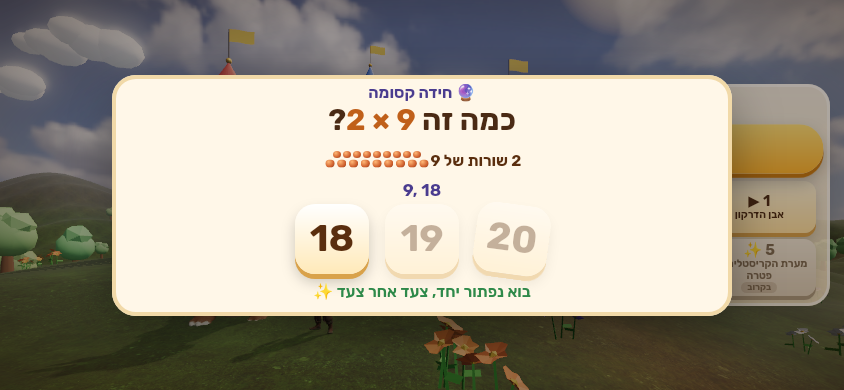 🔮 חידה קסומה
כמה זה 9 × 2?
2 שורות של 9
9, 18
18 19 20
בוא נפתור יחד, צעד אחר צעד ✨
1 ▶
אבן הדרקון
5 ✨
מערת הקריסטלי
פטרה
בקרוב